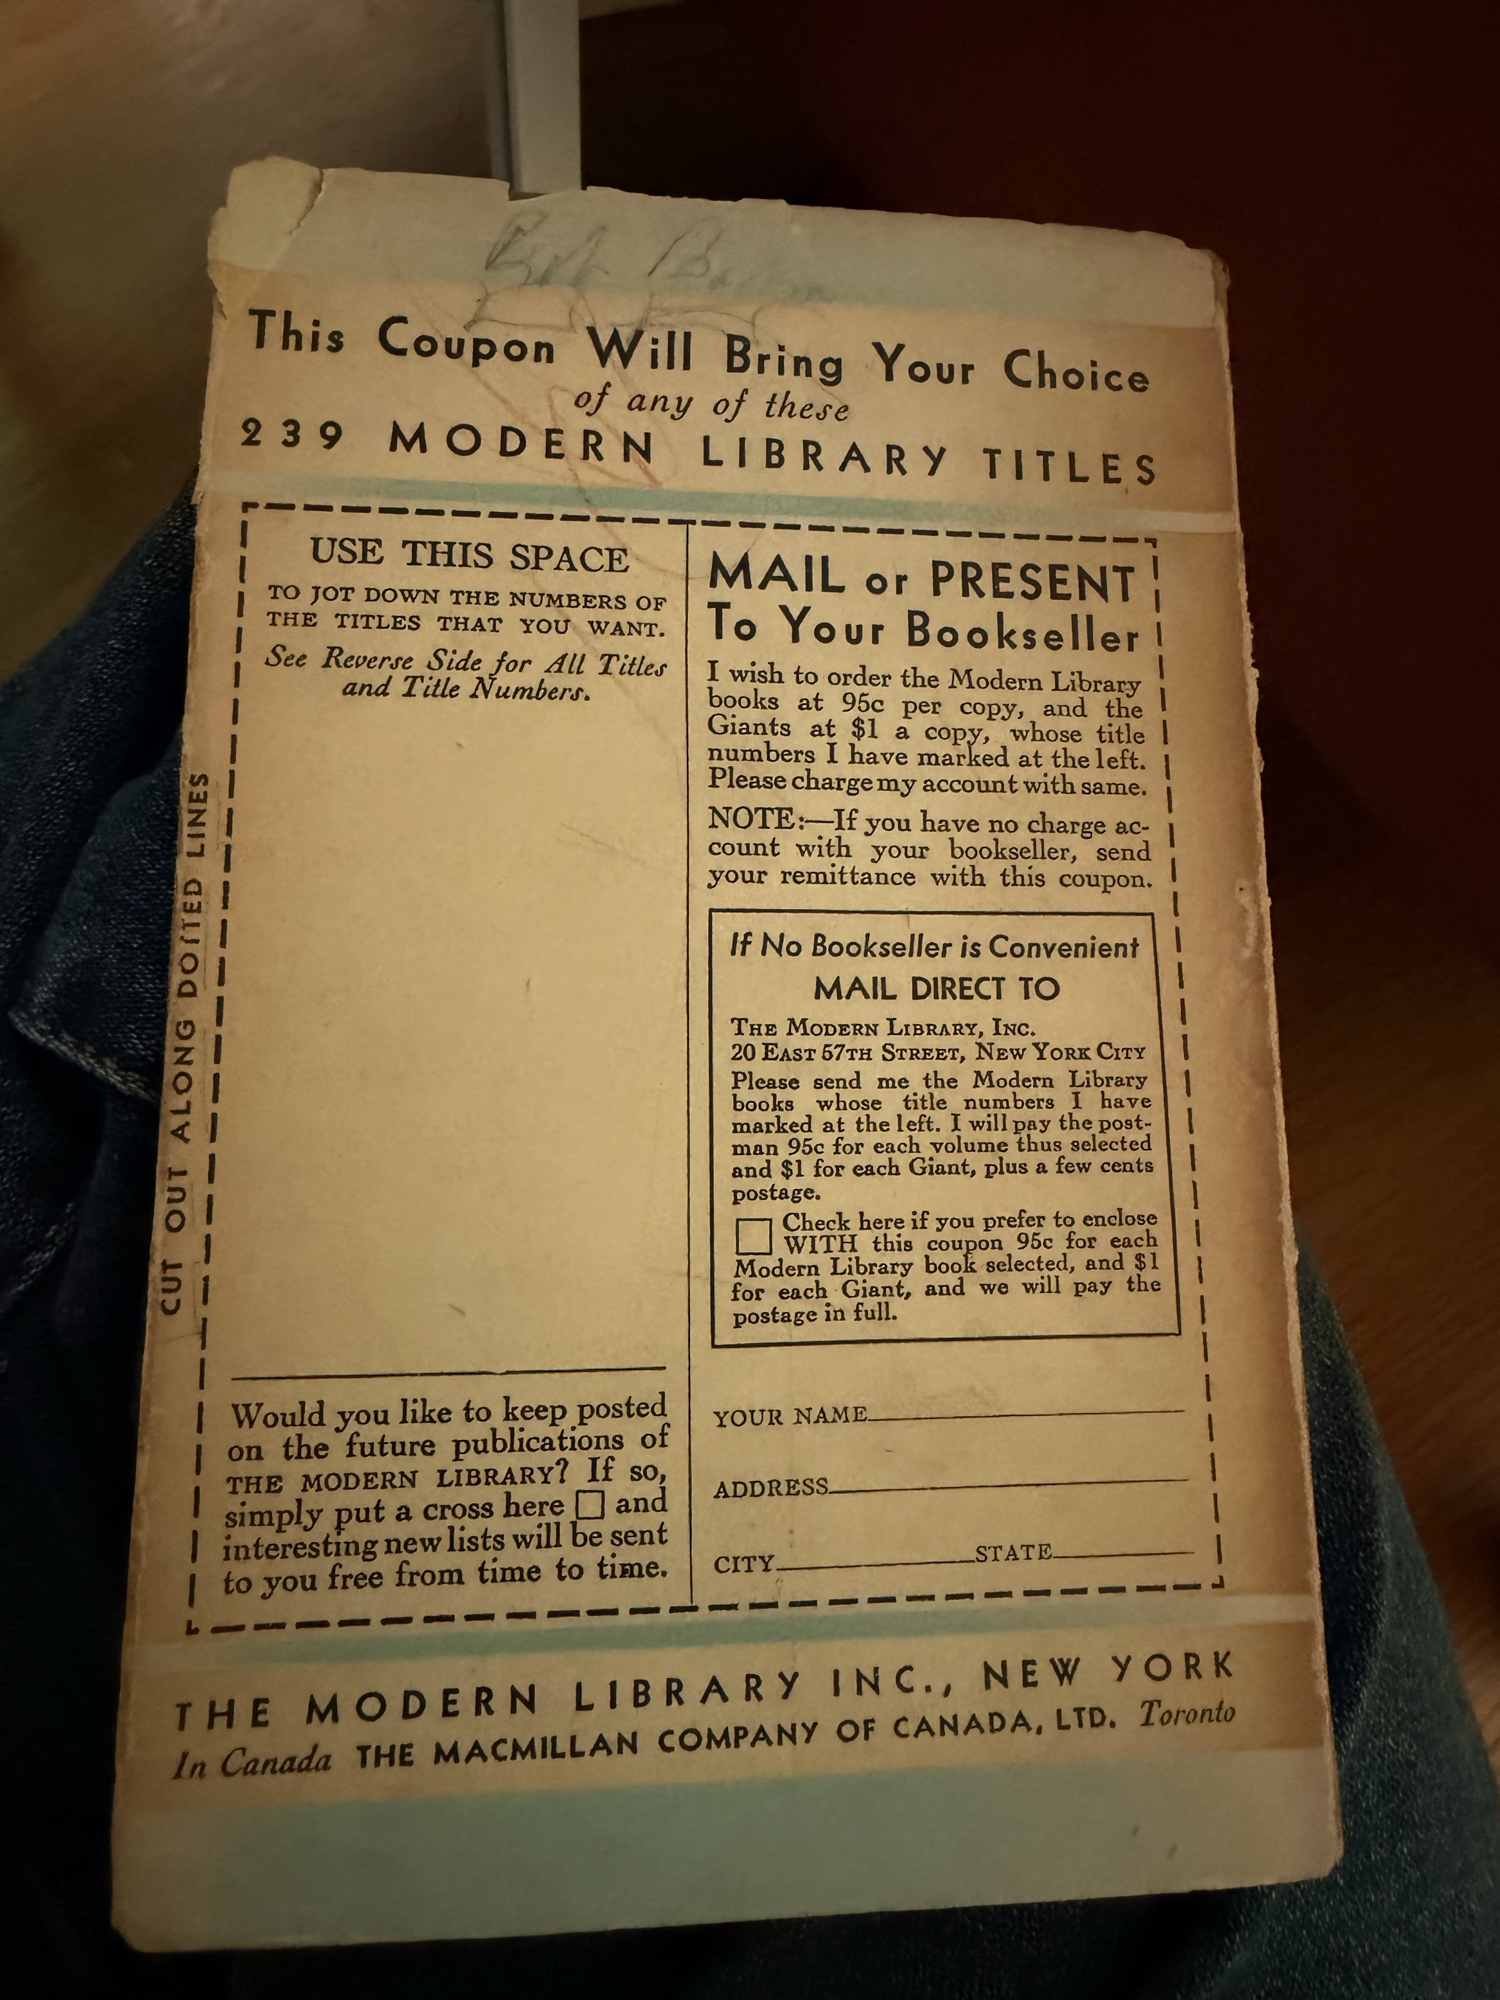 This Coupon Will Bring Your Choice
of any of these
239 MODERN LIBRARY TITLES
CUT OUT ALONG DOTTED LINES
USE THIS SPACE
TO JOT DOWN THE NUMBERS OF
THE TITLES THAT YOU WANT.
See Reverse Side for All Titles
and Title Numbers.
Would you like to keep posted
on the future publications of
THE MODERN LIBRARY? If so,
simply put a cross here ☐ and
interesting new lists will be sent
to you free from time to time.
MAIL or PRESENT
To Your Bookseller
I wish to order the Modern Library
books at 95c per copy, and the
Giants at $1 a copy, whose title
numbers I have marked at the left.
Please charge my account with same.
NOTE:—If you have no charge ac-
count with your bookseller, send
your remittance with this coupon.
If No Bookseller is Convenient
MAIL DIRECT TO
THE MODERN LIBRARY, INC.
20 EAST 57TH STREET, NEW YORK CITY
Please send me the Modern Library
books whose title numbers I have
marked at the left. I will pay the post-
man 95c for each volume thus selected
and $1 for each Giant, plus a few cents
postage.
☐ Check here if you prefer to enclose
WITH this coupon 95c for each
Modern Library book selected, and $1
for each Giant, and we will pay the
postage in full.
YOUR NAME
ADDRESS
CITY STATE
THE MODERN LIBRARY INC., NEW YORK
In Canada THE MACMILLAN COMPANY OF CANADA, LTD. Toronto